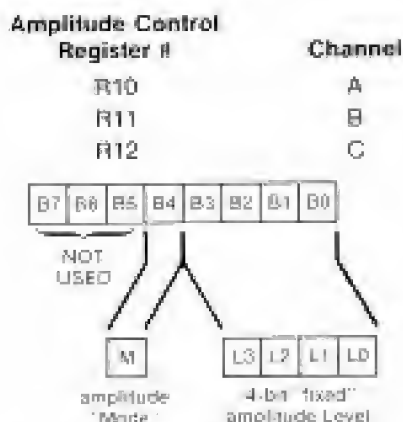 Amplitude Control
Register #
Channel
R10 A
R11 B
R12 C
B7 B6 B5 B4 B3 B2 B1 B0
NOT
USED
M L3 L2 L1 L0
amplitude 4-bit "fixed"
"Mode" amplitude Level